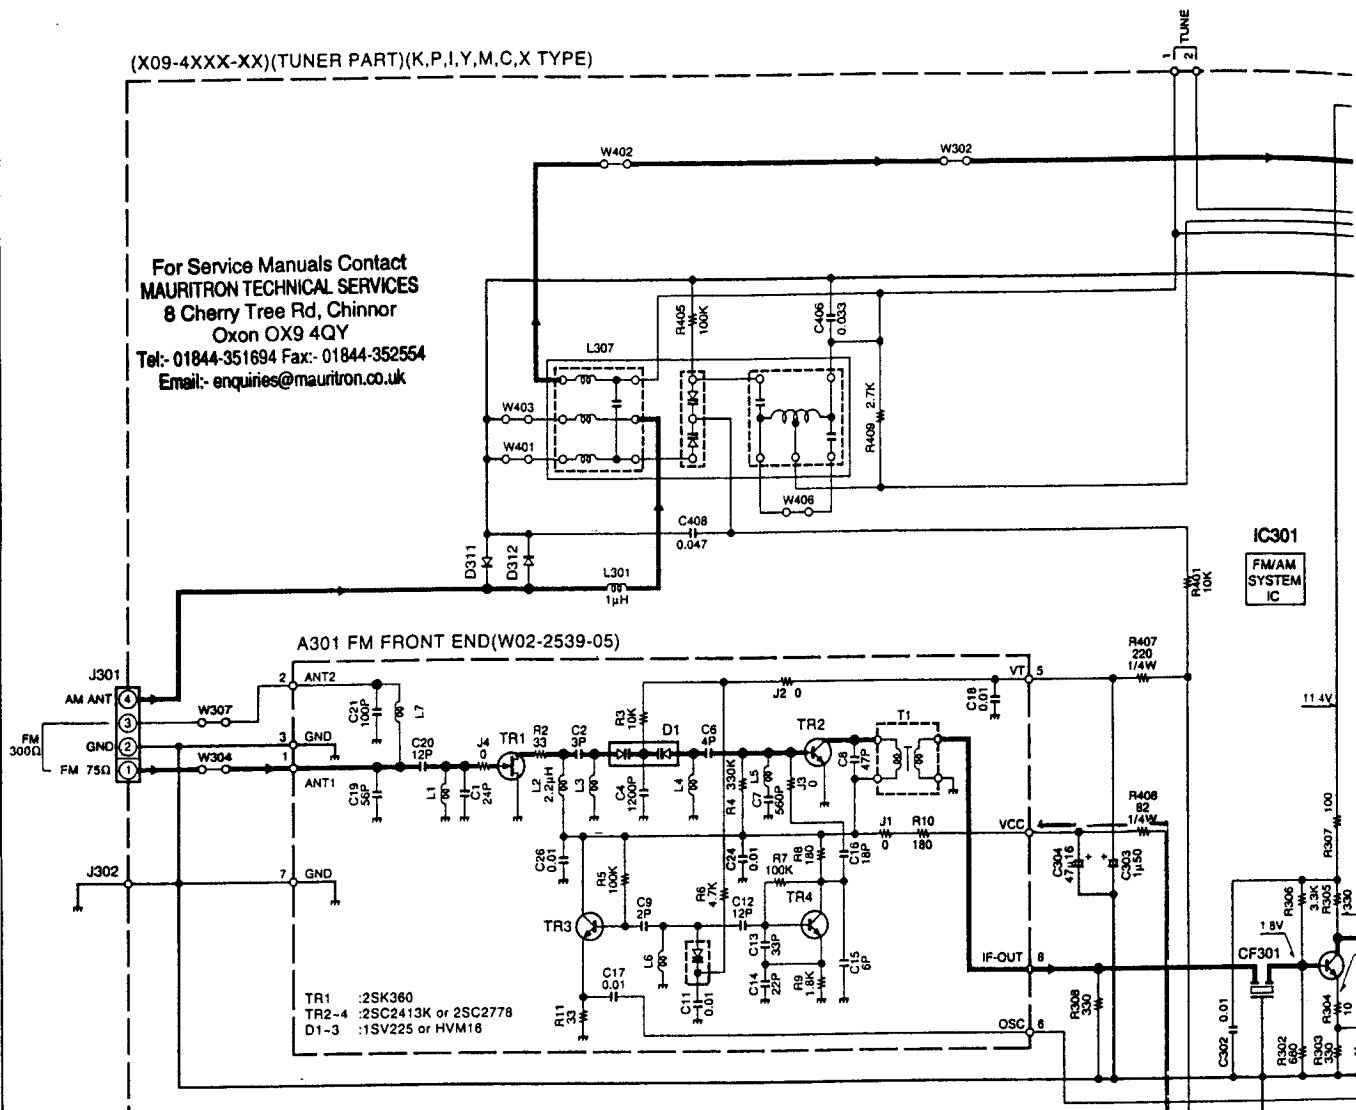 TUNE
1
2
(X09-4XXX-XX)(TUNER PART)(K,P,I,Y,M,C,X TYPE)
W402
W302
For Service Manuals Contact
MAURITRON TECHNICAL SERVICES
8 Cherry Tree Rd, Chinnor
Oxon OX9 4QY
Tel:- 01844-351694 Fax:- 01844-352554
Email:- enquiries@mauritron.co.uk
R405
100K
C406
0.033
L307
R409 2.7K
W403
W401
W406
C408
0.047
D311
D312
L301
1µH
R401
10K
IC301
FM/AM
SYSTEM
IC
A301 FM FRONT END(W02-2539-05)
R407
220
1/4W
J301
AM ANT
4
3
GND
2
FM 75Ω
1
FM
300Ω
W307
W304
2
ANT2
3
GND
1
ANT1
C21
100P
L7
C19
56P
C20
12P
L1
C1
24P
J4
0
TR1
R2
33
L2
2.2µH
C2
3P
L3
R3
10K
D1
C4
1200P
L4
C6
4P
R4 330K
L5
C7
560P
J3
0
J2 0
TR2
C8
47P
T1
C18
0.01
VT
5
11.4V
VCC
4
R408
82
1/4W
J1
0
R10
180
C304
47µ16
C303
1µ50
R307 100
J302
7
GND
C26
0.01
R5
100K
TR3
C9
2P
L6
R6
4.7K
C24
0.01
C12
12P
R7
100K
R8
180
C16
18P
TR4
C13
33P
C14
22P
R9
1.8K
C15
6P
C11
0.01
C17
0.01
R11
33
IF-OUT
8
OSC
6
R308
330
CF301
1.8V
R306
3.3K
R305
330
R304
10
C302 0.01
R302
680
R303
330
TR1 :2SK360
TR2~4 :2SC2413K or 2SC2778
D1~3 :1SV225 or HVM16